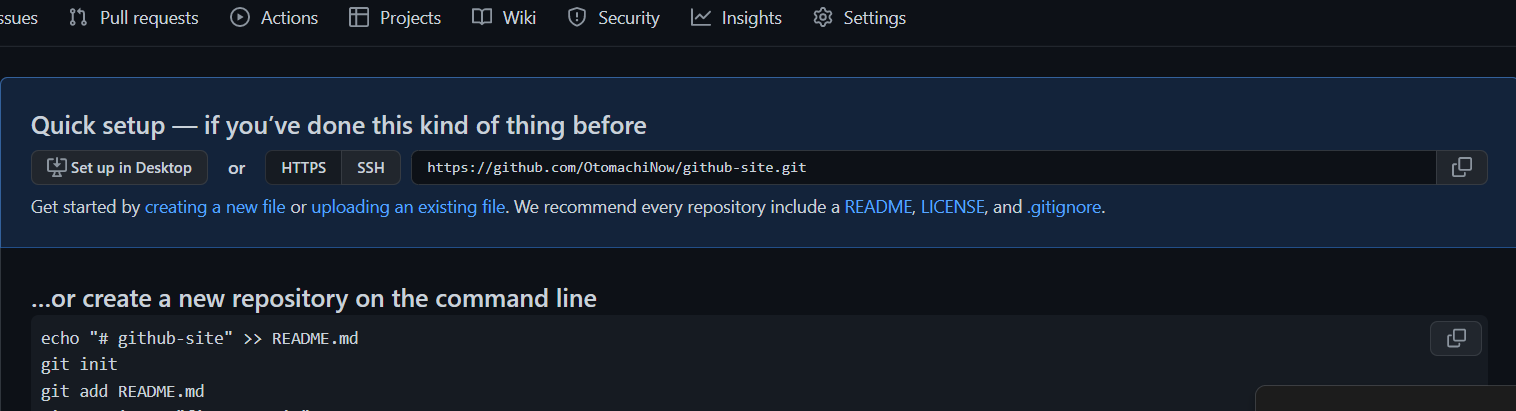 Pull requests Actions Projects Wiki Security Insights Settings
Quick setup — if you’ve done this kind of thing before
Set up in Desktop or HTTPS SSH https://github.com/OtomachiNow/github-site.git
Get started by creating a new file or uploading an existing file. We recommend every repository include a README, LICENSE, and .gitignore.
…or create a new repository on the command line
echo "# github-site" >> README.md
git init
git add README.md